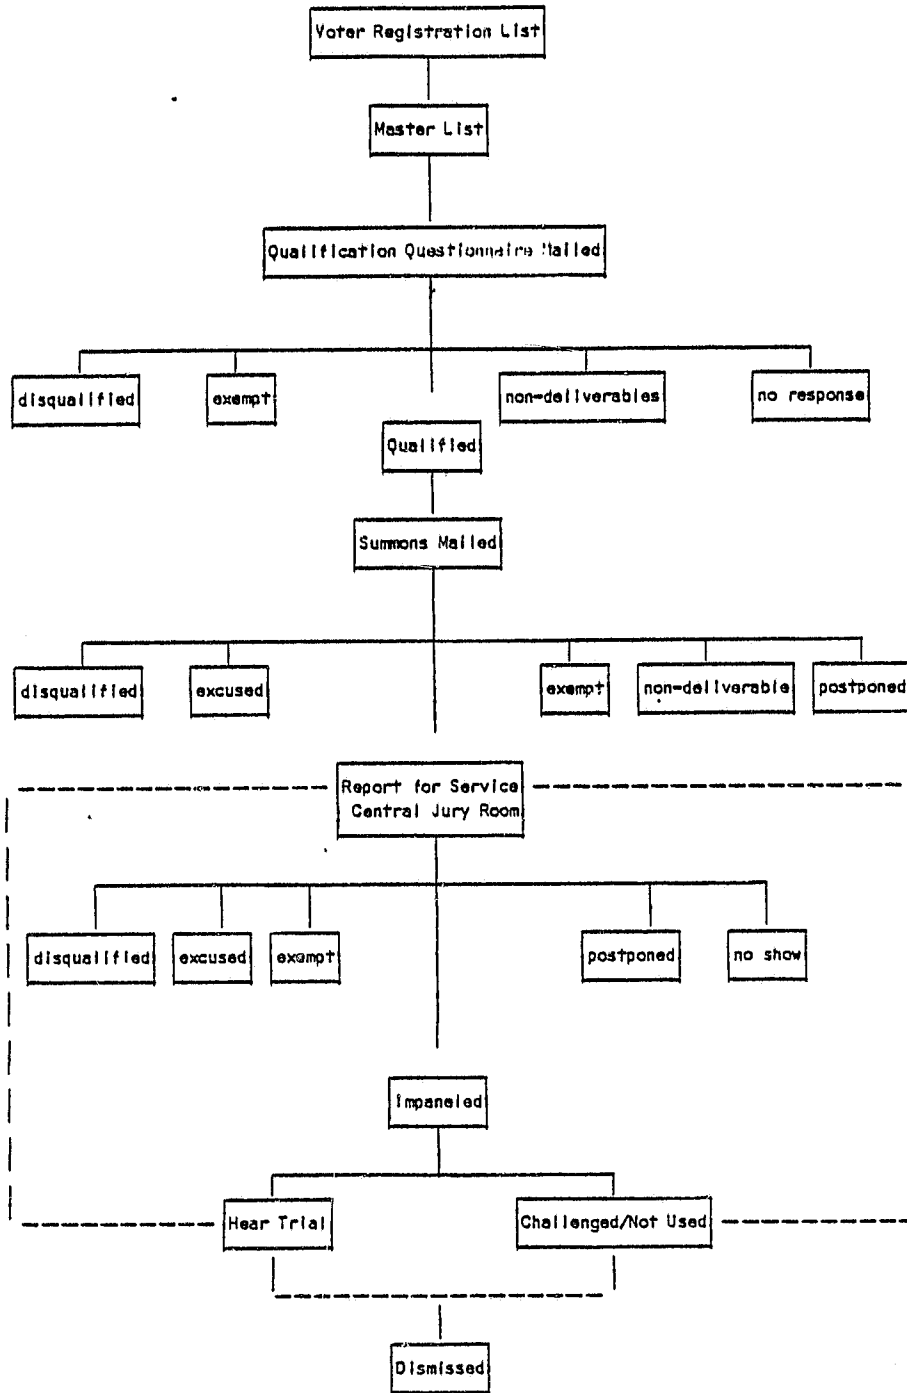 Voter Registration List
Master List
Qualification Questionnaire Mailed
disqualified
exempt
non-deliverables
no response
Qualified
Summons Mailed
disqualified
excused
exempt
non-deliverable
postponed
Report for Service
Central Jury Room
disqualified
excused
exempt
postponed
no show
Impaneled
Hear Trial
Challenged/Not Used
Dismissed